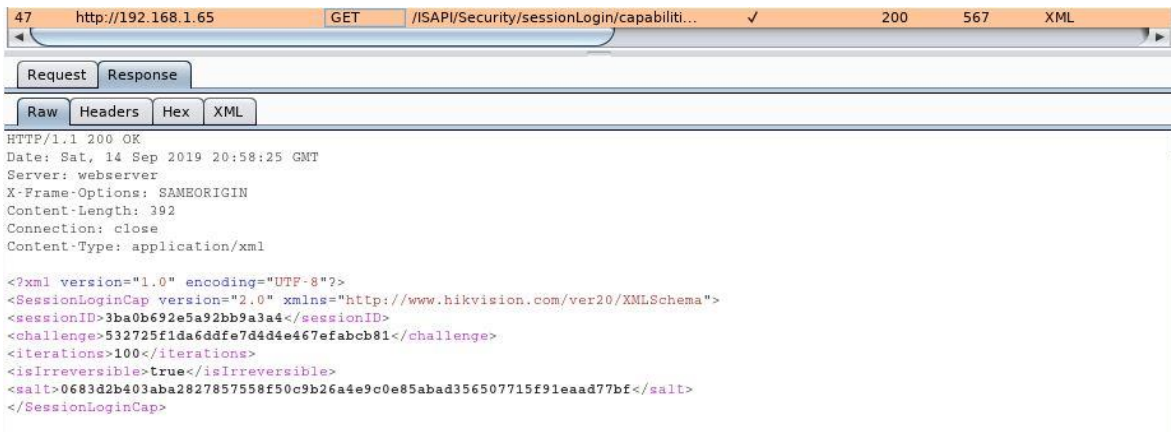 47 http://192.168.1.65 GET /ISAPI/Security/sessionLogin/capabiliti... ✓ 200 567 XML
Request Response
Raw Headers Hex XML
HTTP/1.1 200 OK
Date: Sat, 14 Sep 2019 20:58:25 GMT
Server: webserver
X-Frame-Options: SAMEORIGIN
Content-Length: 392
Connection: close
Content-Type: application/xml
<?xml version="1.0" encoding="UTF-8"?>
<SessionLoginCap version="2.0" xmlns="http://www.hikvision.com/ver20/XMLSchema">
<sessionID>3ba0b692e5a92bb9a3a4</sessionID>
<challenge>532725f1da6ddfe7d4d4e467efabcb81</challenge>
<iterations>100</iterations>
<isIrreversible>true</isIrreversible>
<salt>0683d2b403aba2827857558f50c9b26a4e9c0e85abad356507715f91eaad77bf</salt>
</SessionLoginCap>